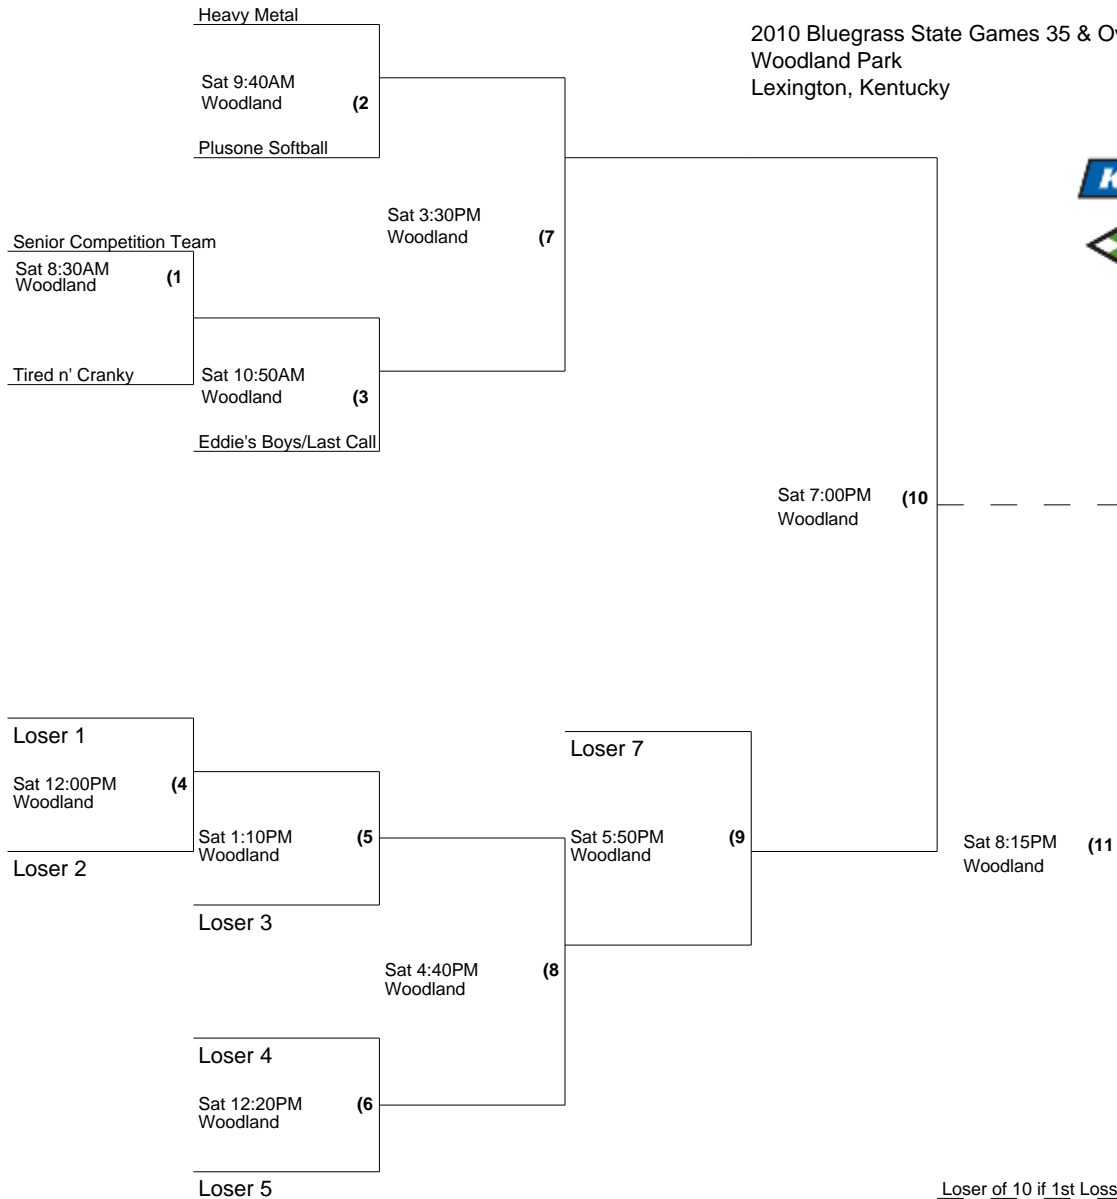 Heavy Metal
2010 Bluegrass State Games 35 &
Woodland Park
Lexington, Kentucky
Sat 9:40AM
Woodland (2
Plusone Softball
Sat 3:30PM
Woodland (7
Senior Competition Team
Sat 8:30AM (1
Woodland
Tired n' Cranky
Sat 10:50AM
Woodland (3
Eddie's Boys/Last Call
Sat 7:00PM (10
Woodland
Loser 1
Loser 7
Sat 12:00PM (4
Woodland
Sat 1:10PM (5
Woodland
Sat 5:50PM (9
Woodland
Sat 8:15PM (11
Woodland
Loser 2
Loser 3
Sat 4:40PM (8
Woodland
Loser 4
Sat 12:20PM (6
Woodland
Loser 5
Loser of 10 if 1st Loss